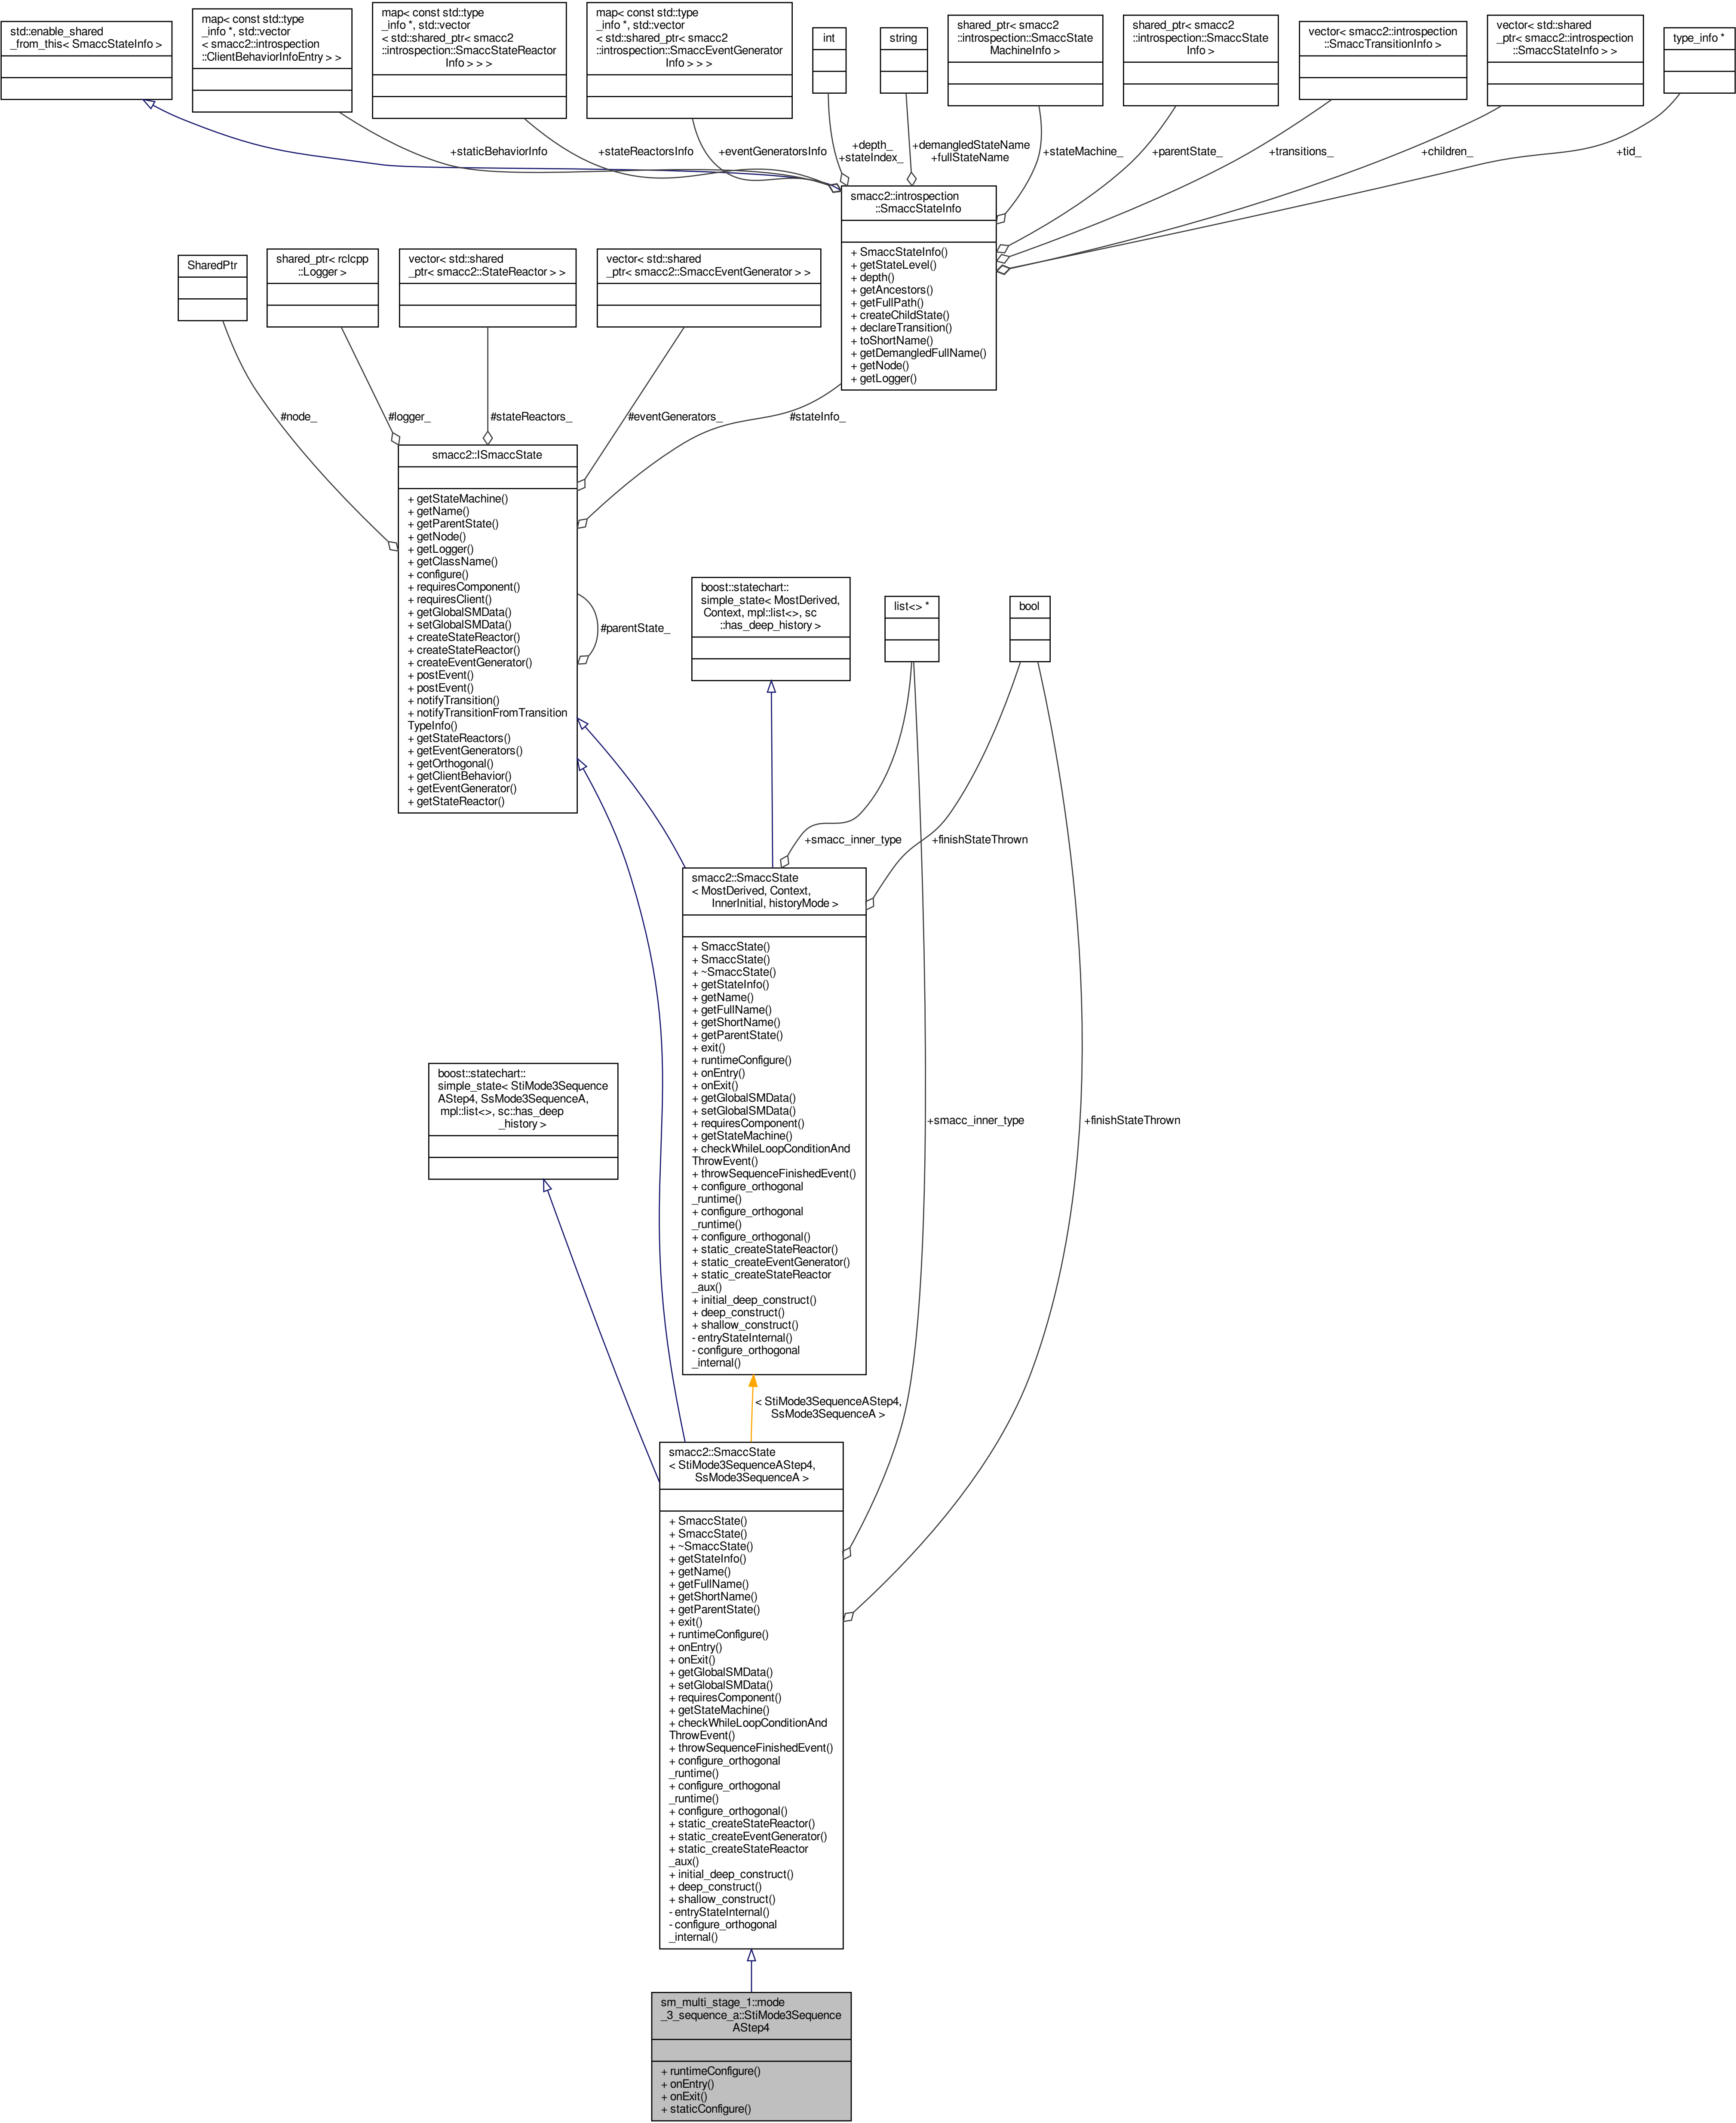 std::enable_shared
_from_this< SmaccStateInfo >
map< const std::type
_info *, std::vector
< smacc2::introspection
::ClientBehaviorInfoEntry > >
map< const std::type
_info *, std::vector
< std::shared_ptr< smacc2
::introspection::SmaccStateReactor
Info > > >
map< const std::type
_info *, std::vector
< std::shared_ptr< smacc2
::introspection::SmaccEventGenerator
Info > > >
int
string
shared_ptr< smacc2
::introspection::SmaccState
MachineInfo >
shared_ptr< smacc2
::introspection::SmaccState
Info >
vector< smacc2::introspection
::SmaccTransitionInfo >
vector< std::shared
_ptr< smacc2::introspection
::SmaccStateInfo > >
type_info *
+staticBehaviorInfo
+stateReactorsInfo
+eventGeneratorsInfo
+depth_
+stateIndex_
+demangledStateName
+fullStateName
+stateMachine_
+parentState_
+transitions_
+children_
+tid_
smacc2::introspection
::SmaccStateInfo
+ SmaccStateInfo()
+ getStateLevel()
+ depth()
+ getAncestors()
+ getFullPath()
+ createChildState()
+ declareTransition()
+ toShortName()
+ getDemangledFullName()
+ getNode()
+ getLogger()
SharedPtr
shared_ptr< rclcpp
::Logger >
vector< std::shared
_ptr< smacc2::StateReactor > >
vector< std::shared
_ptr< smacc2::SmaccEventGenerator > >
#node_
#logger_
#stateReactors_
#eventGenerators_
#stateInfo_
smacc2::ISmaccState
+ getStateMachine()
+ getName()
+ getParentState()
+ getNode()
+ getLogger()
+ getClassName()
+ configure()
+ requiresComponent()
+ requiresClient()
+ getGlobalSMData()
+ setGlobalSMData()
+ createStateReactor()
+ createStateReactor()
+ createEventGenerator()
+ postEvent()
+ postEvent()
+ notifyTransition()
+ notifyTransitionFromTransition
TypeInfo()
+ getStateReactors()
+ getEventGenerators()
+ getOrthogonal()
+ getClientBehavior()
+ getEventGenerator()
+ getStateReactor()
#parentState_
boost::statechart::
simple_state< MostDerived,
Context, mpl::list<>, sc
::has_deep_history >
list<> *
bool
+smacc_inner_type
+finishStateThrown
smacc2::SmaccState
< MostDerived, Context,
InnerInitial, historyMode >
+ SmaccState()
+ SmaccState()
+ ~SmaccState()
+ getStateInfo()
+ getName()
+ getFullName()
+ getShortName()
+ getParentState()
+ exit()
+ runtimeConfigure()
+ onEntry()
+ onExit()
+ getGlobalSMData()
+ setGlobalSMData()
+ requiresComponent()
+ getStateMachine()
+ checkWhileLoopConditionAnd
ThrowEvent()
+ throwSequenceFinishedEvent()
+ configure_orthogonal
_runtime()
+ configure_orthogonal
_runtime()
+ configure_orthogonal()
+ static_createStateReactor()
+ static_createEventGenerator()
+ static_createStateReactor
_aux()
+ initial_deep_construct()
+ deep_construct()
+ shallow_construct()
- entryStateInternal()
- configure_orthogonal
_internal()
boost::statechart::
simple_state< StiMode3Sequence
AStep4, SsMode3SequenceA,
mpl::list<>, sc::has_deep
_history >
+smacc_inner_type
+finishStateThrown
< StiMode3SequenceAStep4,
SsMode3SequenceA >
smacc2::SmaccState
< StiMode3SequenceAStep4,
SsMode3SequenceA >
+ SmaccState()
+ SmaccState()
+ ~SmaccState()
+ getStateInfo()
+ getName()
+ getFullName()
+ getShortName()
+ getParentState()
+ exit()
+ runtimeConfigure()
+ onEntry()
+ onExit()
+ getGlobalSMData()
+ setGlobalSMData()
+ requiresComponent()
+ getStateMachine()
+ checkWhileLoopConditionAnd
ThrowEvent()
+ throwSequenceFinishedEvent()
+ configure_orthogonal
_runtime()
+ configure_orthogonal
_runtime()
+ configure_orthogonal()
+ static_createStateReactor()
+ static_createEventGenerator()
+ static_createStateReactor
_aux()
+ initial_deep_construct()
+ deep_construct()
+ shallow_construct()
- entryStateInternal()
- configure_orthogonal
_internal()
sm_multi_stage_1::mode
_3_sequence_a::StiMode3Sequence
AStep4
+ runtimeConfigure()
+ onEntry()
+ onExit()
+ staticConfigure()